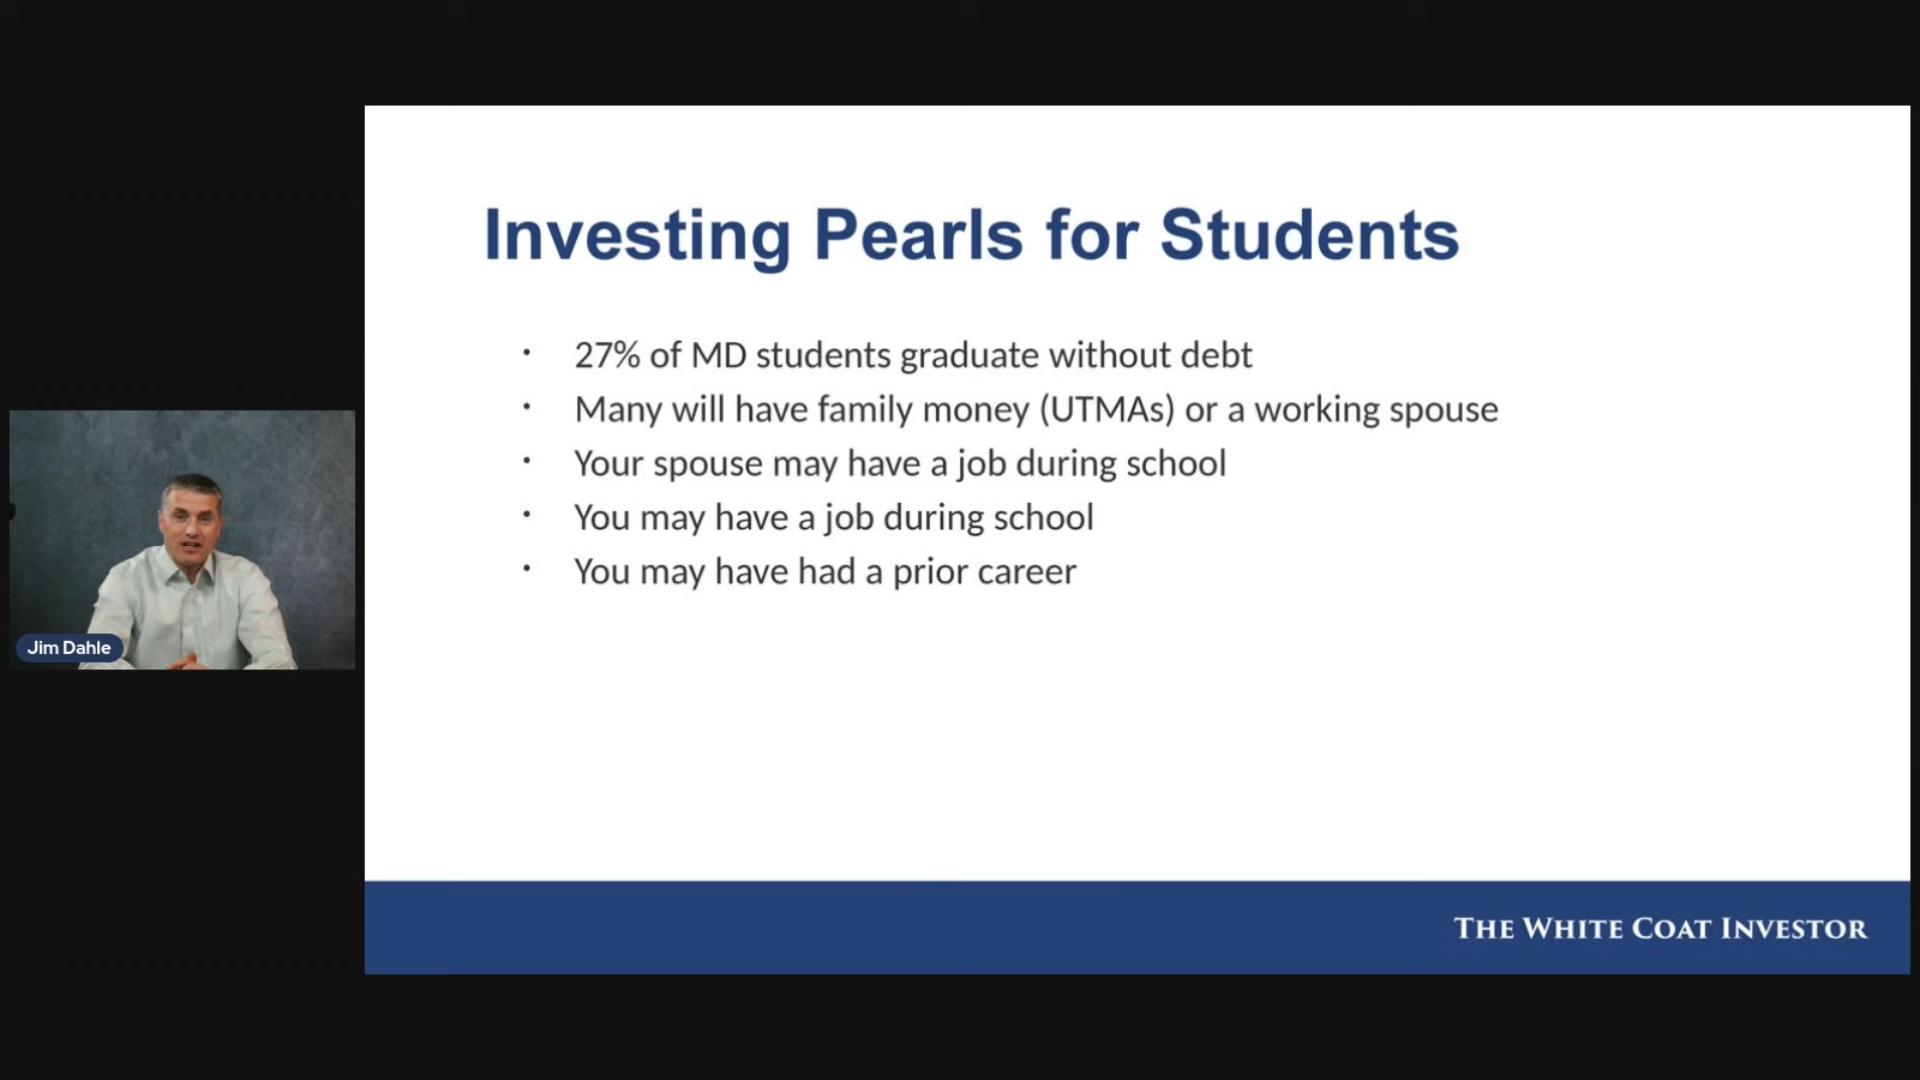 Investing Pearls for Students
· 27% of MD students graduate without debt
· Many will have family money (UTMAs) or a working spouse
· Your spouse may have a job during school
· You may have a job during school
· You may have had a prior career
Jim Dahle
THE WHITE COAT INVESTOR